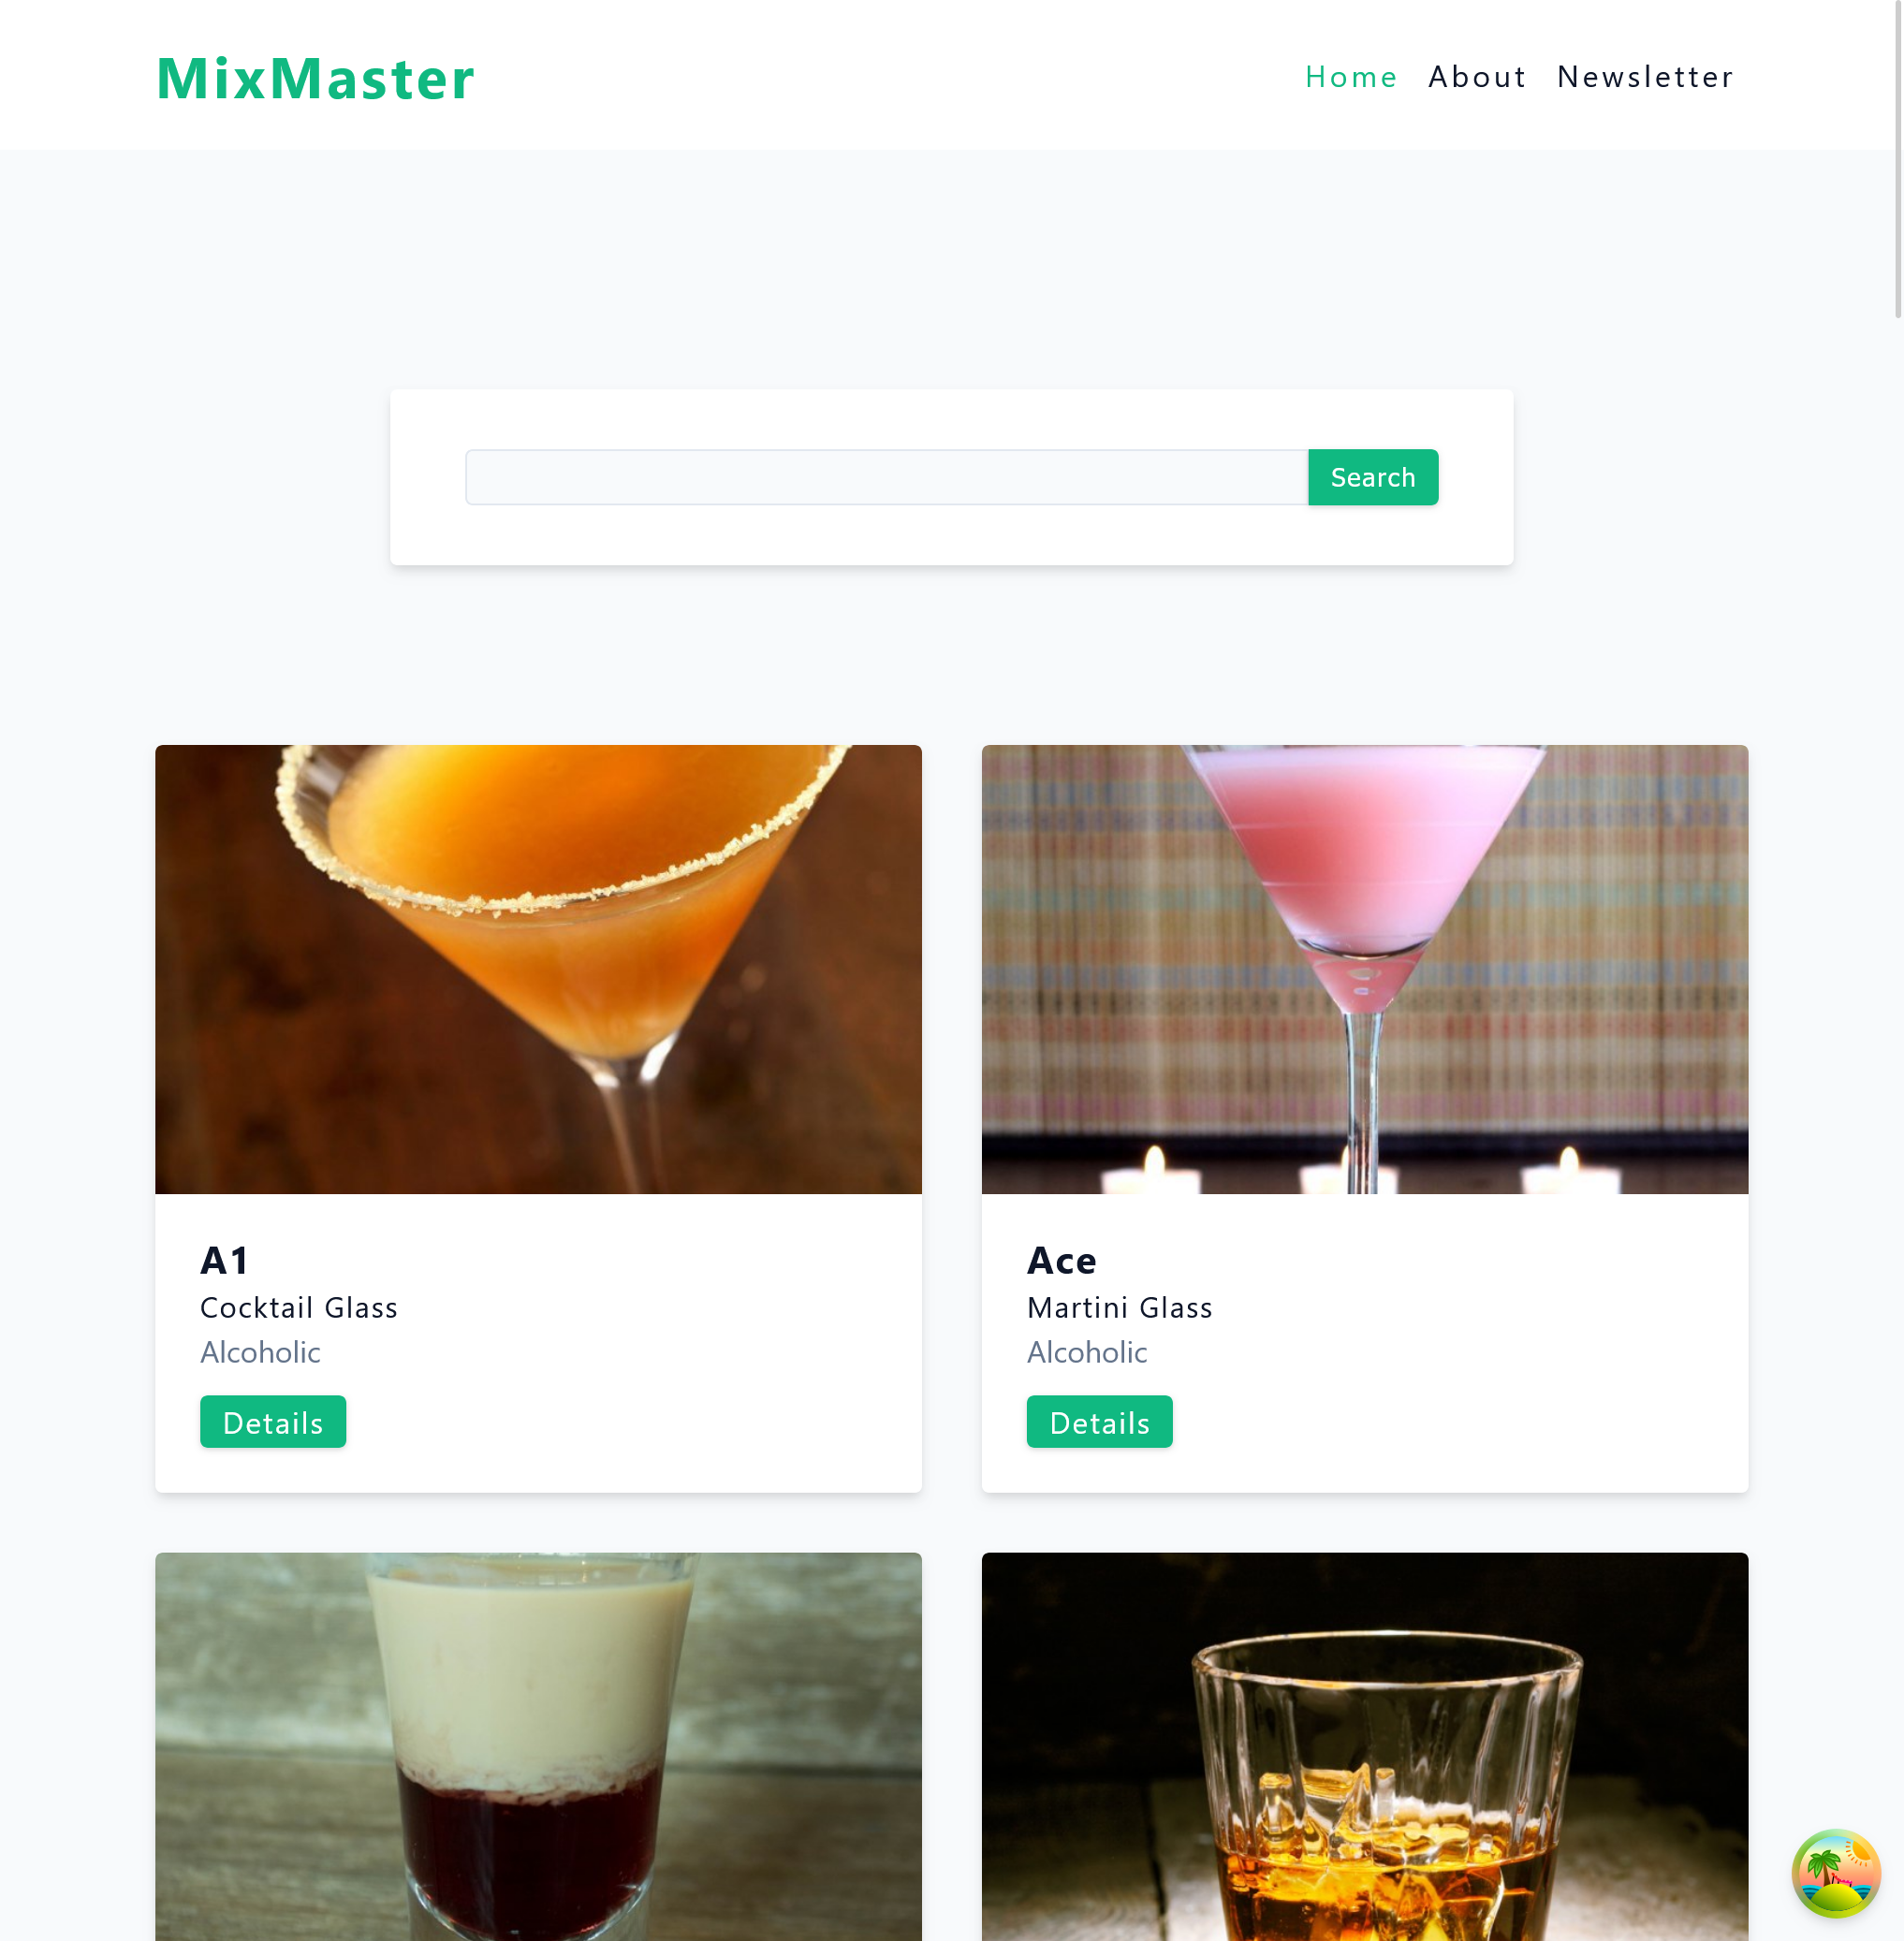 MixMaster
Home About Newsletter
Search
A1
Cocktail Glass
Alcoholic
Details
Ace
Martini Glass
Alcoholic
Details